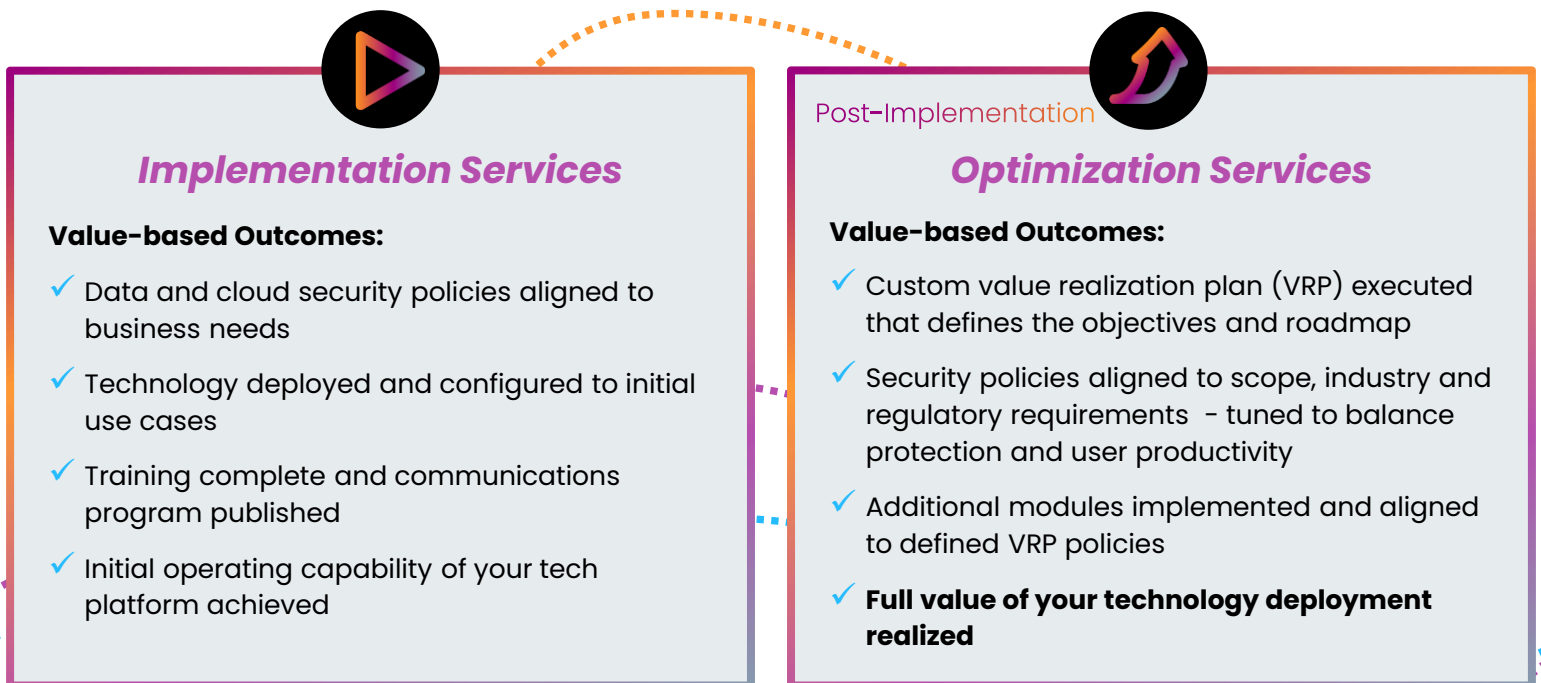 Implementation Services
Value-based Outcomes:
✓ Data and cloud security policies aligned to
business needs
✓ Technology deployed and configured to initial
use cases
✓ Training complete and communications
program published
✓ Initial operating capability of your tech
platform achieved
Post-Implementation
Optimization Services
Value-based Outcomes:
✓ Custom value realization plan (VRP) executed
that defines the objectives and roadmap
✓ Security policies aligned to scope, industry and
regulatory requirements - tuned to balance
protection and user productivity
✓ Additional modules implemented and aligned
to defined VRP policies
✓ Full value of your technology deployment
realized